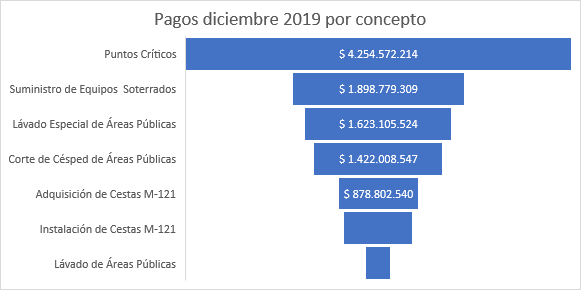 Pagos diciembre 2019 por concepto
Puntos Críticos
$ 4.254.572.214
Suministro de Equipos Soterrados
$ 1.898.779.309
Lávado Especial de Áreas Públicas
$ 1.623.105.524
Corte de Césped de Áreas Públicas
$ 1.422.008.547
Adquisición de Cestas M-121
$ 878.802.540
Instalación de Cestas M-121
Lávado de Áreas Públicas